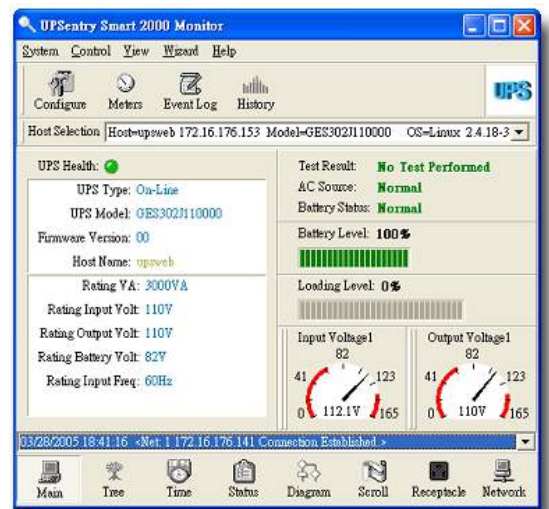 UPSentry Smart 2000 Monitor
System Control View Wizard Help
Configure Meters Event Log History
UPS
Host Selection Host=upsweb 172.16.176.153 Model=GES302J110000 OS=Linux 2.4.18-3
UPS Health:
UPS Type: On-Line
UPS Model: GES302J110000
Firmware Version: 00
Host Name: upsweb
Rating VA: 3000VA
Rating Input Volt: 110V
Rating Output Volt: 110V
Rating Battery Volt: 82V
Rating Input Freq: 60Hz
Test Result: No Test Performed
AC Source: Normal
Battery Status: Normal
Battery Level: 100%
Loading Level: 0%
Input Voltage1
82
41 123
0 112.1V 165
Output Voltage1
82
41 123
0 110V 165
03/28/2005 18:41:16 <Net: 1 172.16.176.141 Connection Established >
Main Tree Time Status Diagram Scroll Receptacle Network